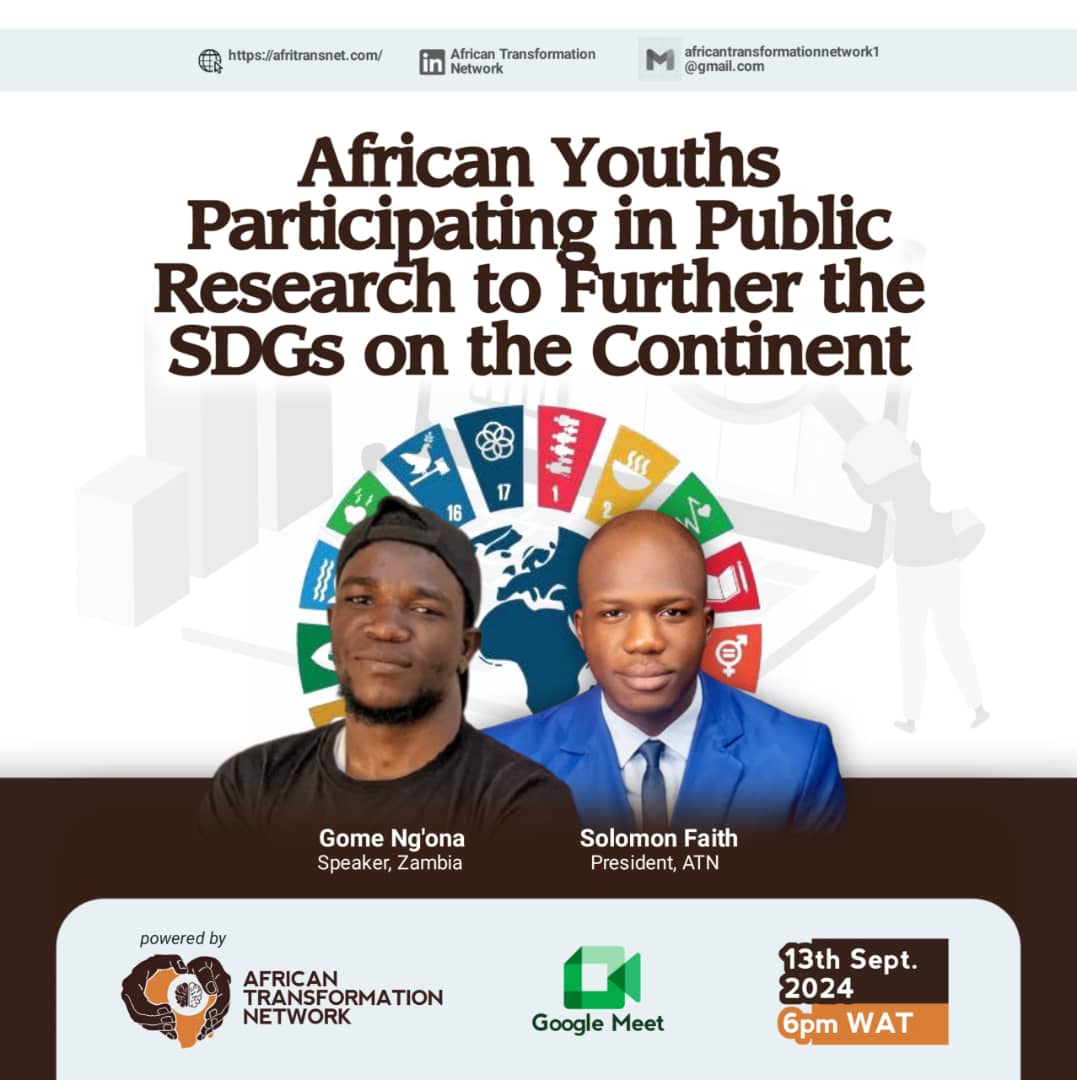 https://afritransnet.com/
African Transformation
Network
africantransformationnetwork1
@gmail.com
African Youths
Participating in Public
Research to Further the
SDGs on the Continent
16
17
1
2
Gome Ng'ona
Speaker, Zambia
Solomon Faith
President, ATN
powered by
AFRICAN
TRANSFORMATION
NETWORK
Google Meet
13th Sept.
2024
6pm WAT